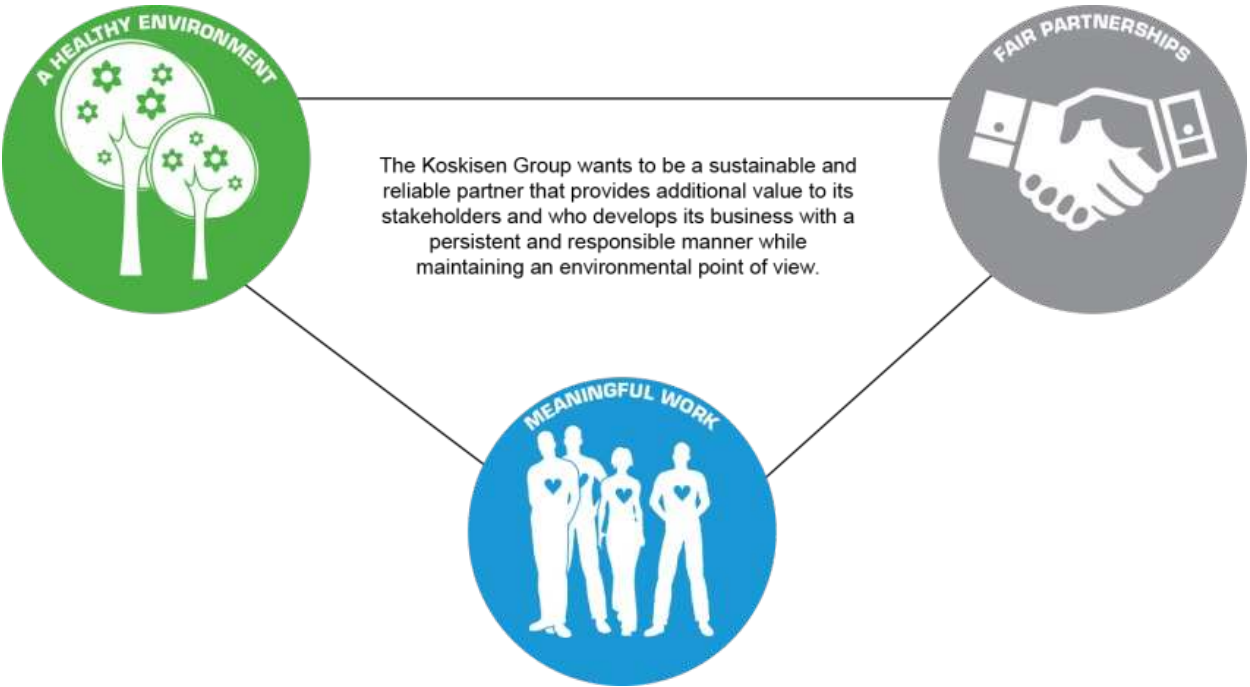 A HEALTHY ENVIRONMENT
FAIR PARTNERSHIPS
The Koskisen Group wants to be a sustainable and
reliable partner that provides additional value to its
stakeholders and who develops its business with a
persistent and responsible manner while
maintaining an environmental point of view.
MEANINGFUL WORK